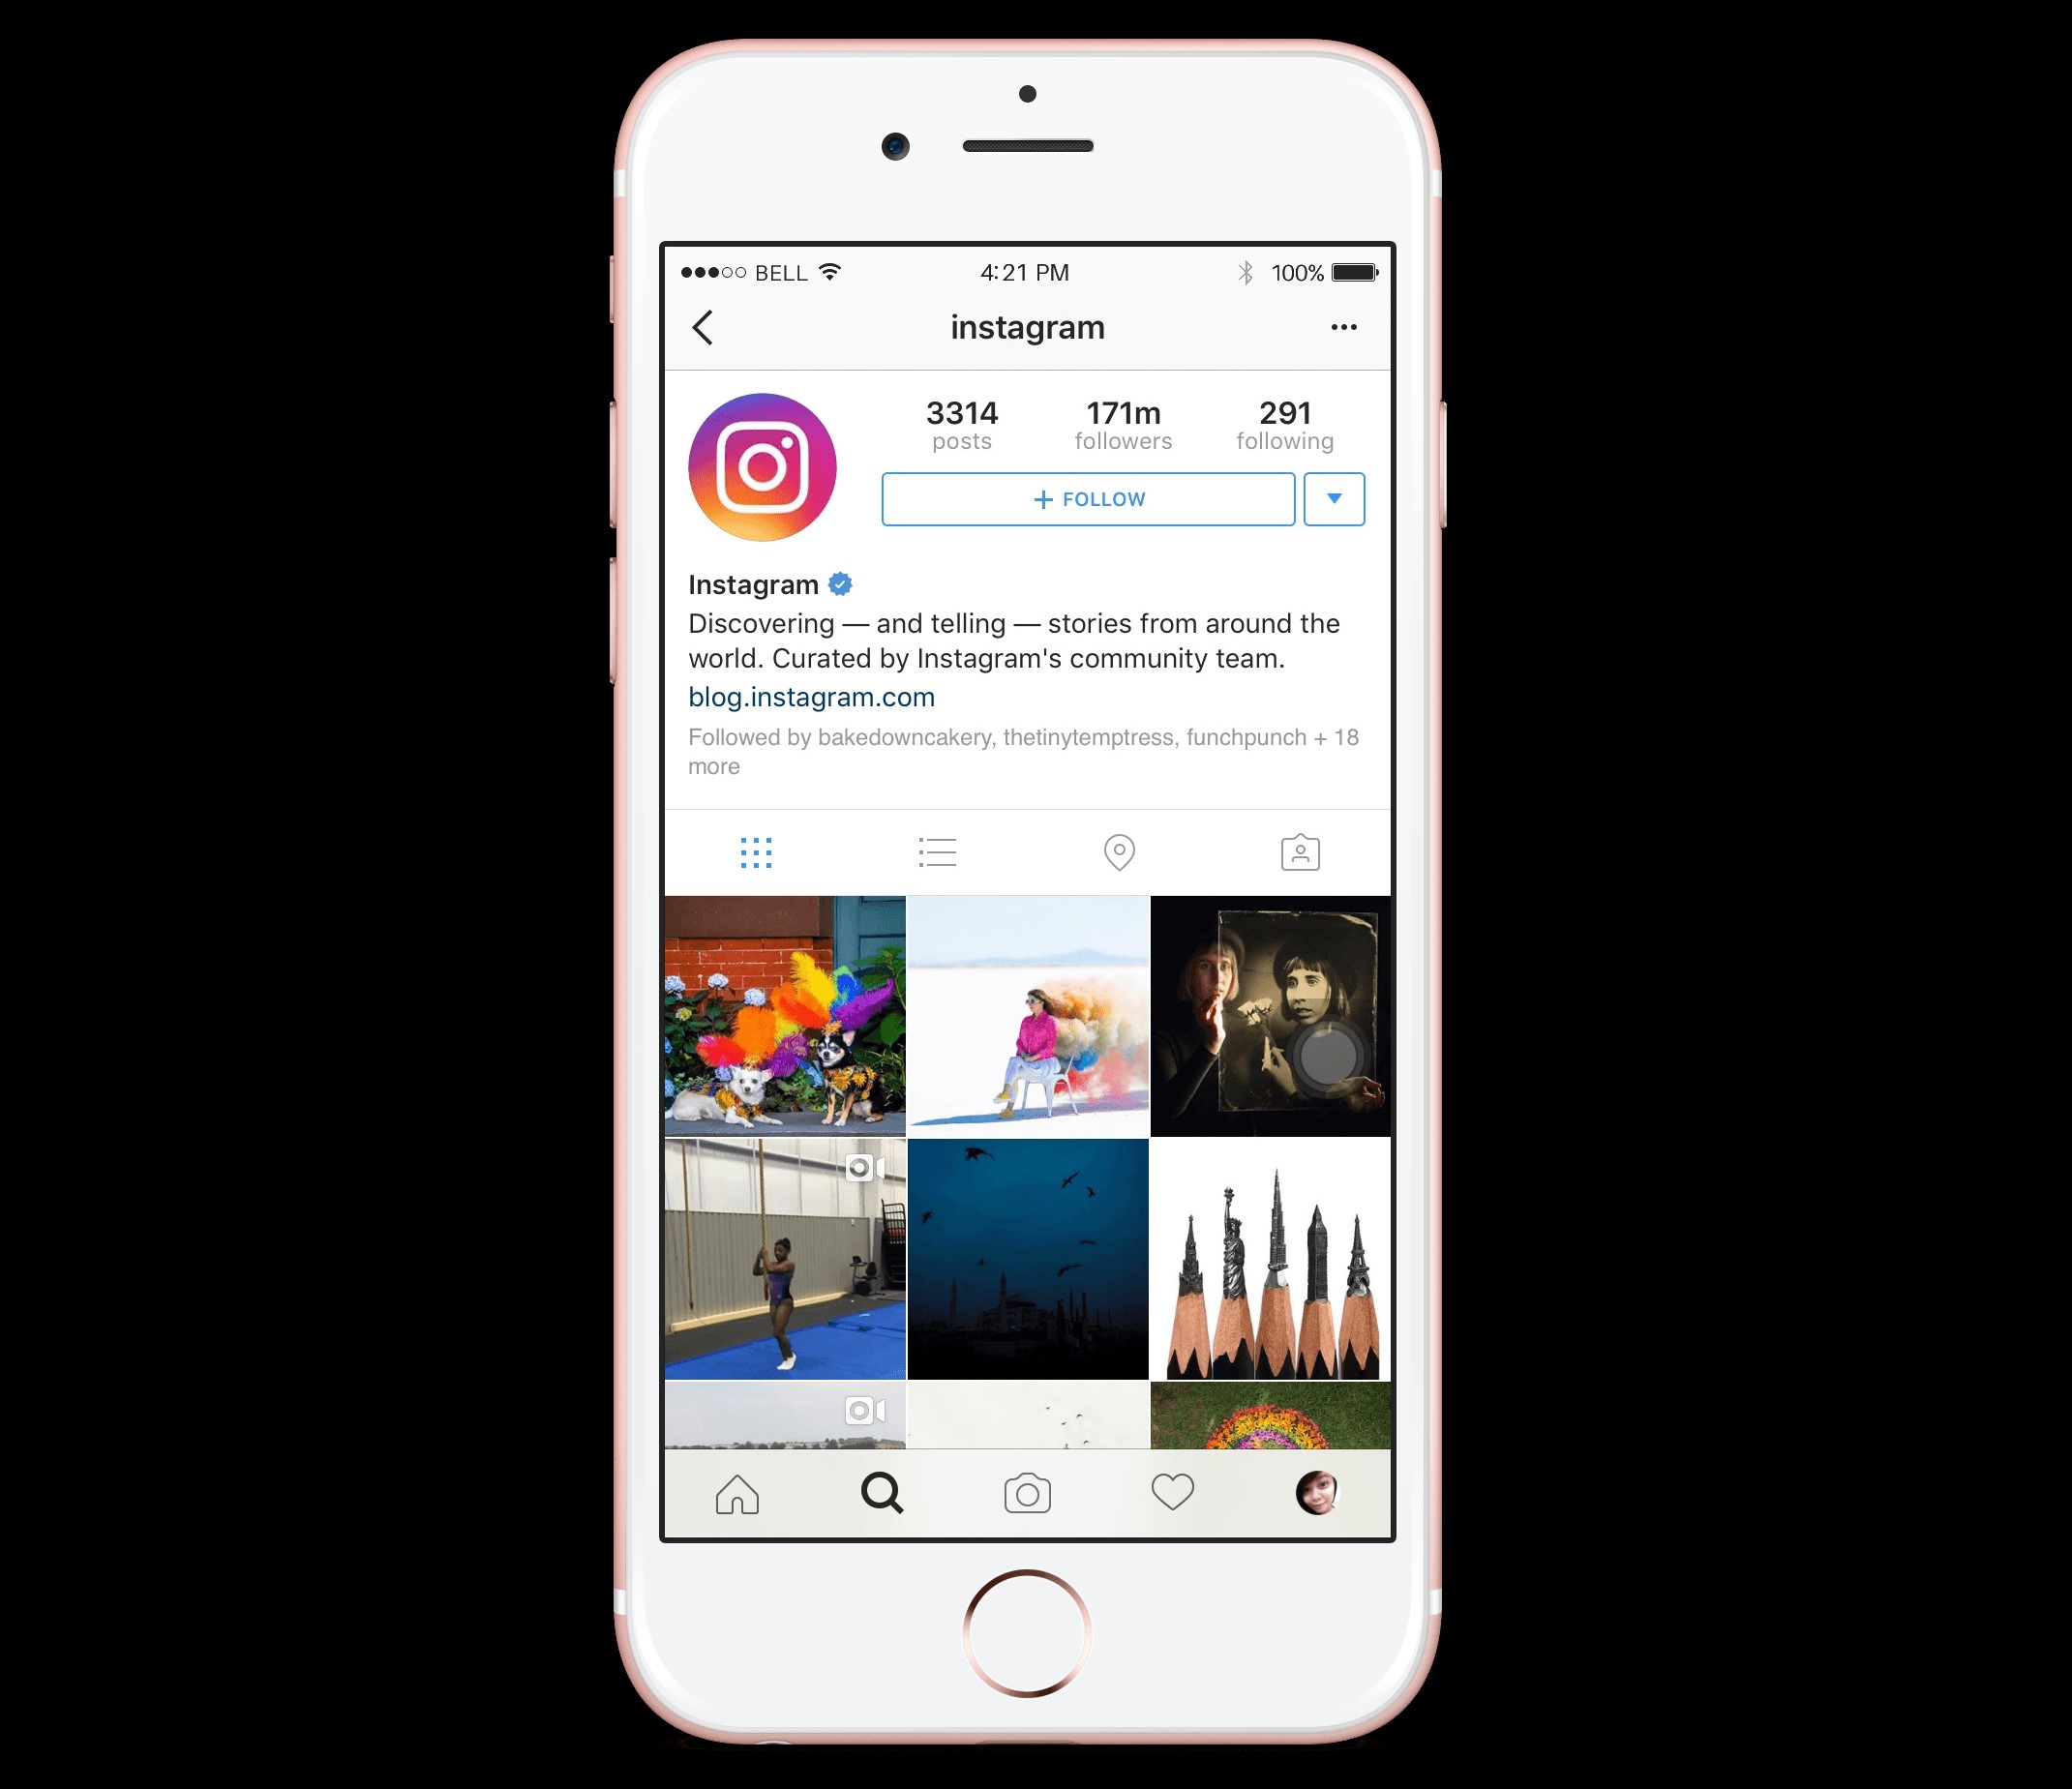 BELL 4:21 PM 100%
instagram
3314 171m 291
posts followers following
+ FOLLOW
Instagram
Discovering — and telling — stories from around the
world. Curated by Instagram's community team.
blog.instagram.com
Followed by bakedowncakery, thetinytemptress, funchpunch + 18
more